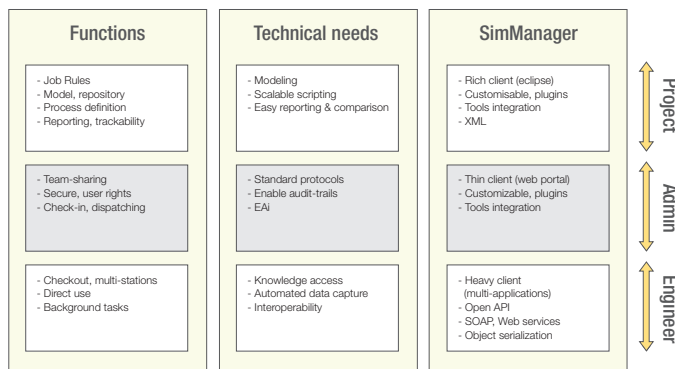 Functions
- Job Rules
- Model, repository
- Process definition
- Reporting, trackability
- Team-sharing
- Secure, user rights
- Check-in, dispatching
- Checkout, multi-stations
- Direct use
- Background tasks
Technical needs
- Modeling
- Scalable scripting
- Easy reporting & comparison
- Standard protocols
- Enable audit-trails
- EAi
- Knowledge access
- Automated data capture
- Interoperability
SimManager
- Rich client (eclipse)
- Customisable, plugins
- Tools integration
- XML
- Thin client (web portal)
- Customizable, plugins
- Tools integration
- Heavy client
(multi-applications)
- Open API
- SOAP, Web services
- Object serialization
Project
Admin
Engineer